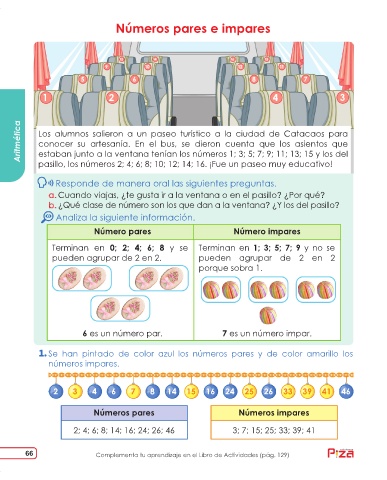 Números pares e impares
1 2 4 3
Aritmética
Los alumnos salieron a un paseo turístico a la ciudad de Catacaos para
conocer su artesanía. En el bus, se dieron cuenta que los asientos que
estaban junto a la ventana tenían los números 1; 3; 5; 7; 9; 11; 13; 15 y los del
pasillo, los números 2; 4; 6; 8; 10; 12; 14; 16. ¡Fue un paseo muy educativo!
Responde de manera oral las siguientes preguntas.
a. Cuando viajas, ¿te gusta ir a la ventana o en el pasillo? ¿Por qué?
b. ¿Qué clase de número son los que dan a la ventana? ¿Y los del pasillo?
Analiza la siguiente información.
Número pares
Número impares
Terminan en 0; 2; 4; 6; 8 y se
pueden agrupar de 2 en 2.
Terminan en 1; 3; 5; 7; 9 y no se
pueden agrupar de 2 en 2
porque sobra 1.
6 es un número par.
7 es un número impar.
1. Se han pintado de color azul los números pares y de color amarillo los
números impares.
2 3 4 6 7 8 14 15 16 24 25 26 33 39 41 46
Números pares
Números impares
2; 4; 6; 8; 14; 16; 24; 26; 46
3; 7; 15; 25; 33; 39; 41
66
Complementa tu aprendizaje en el Libro de Actividades (pág. 129)